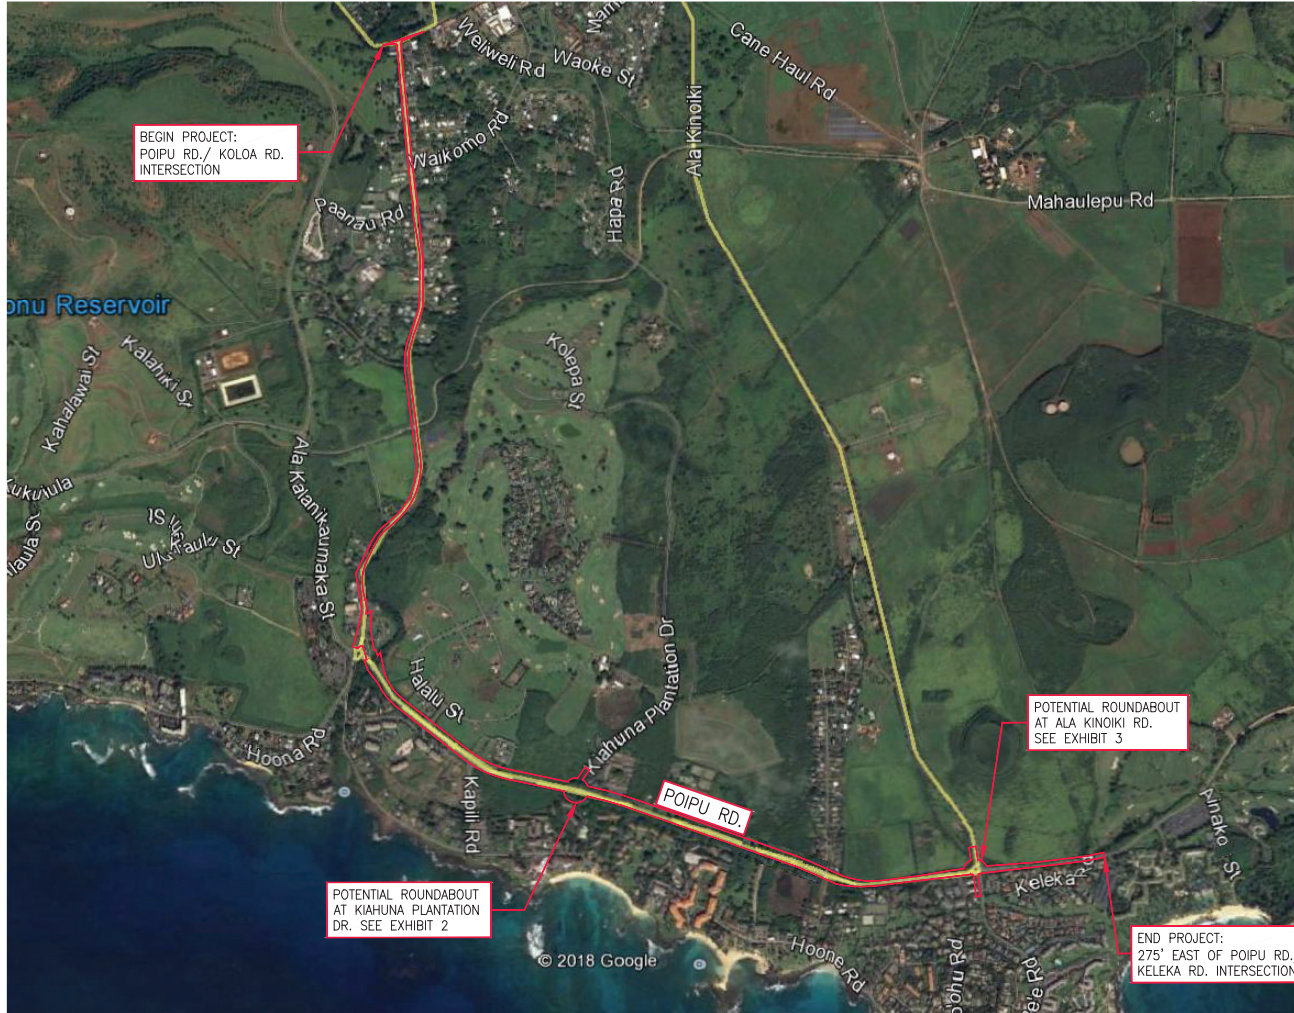 Weliweli Rd
Waoke St
Cane Haul Rd
Ala Kinoiki
BEGIN PROJECT:
POIPU RD./ KOLOA RD.
INTERSECTION
Waikomo Rd
Hapa Rd
Paanau Rd
Mahaulepu Rd
onu Reservoir
Kahalawai St
Kalahiki St
Kolepa St
Ala Kalanikaumaka St
Kukuiula
Halalu St
Kiahuna Plantation Dr
Hoona Rd
Kapili Rd
POTENTIAL ROUNDABOUT
AT ALA KINOIKI RD.
SEE EXHIBIT 3
POIPU RD.
Ainako St
Keleka
POTENTIAL ROUNDABOUT
AT KIAHUNA PLANTATION
DR. SEE EXHIBIT 2
END PROJECT:
275' EAST OF POIPU RD.
KELEKA RD. INTERSECTION
Hoone Rd
© 2018 Google